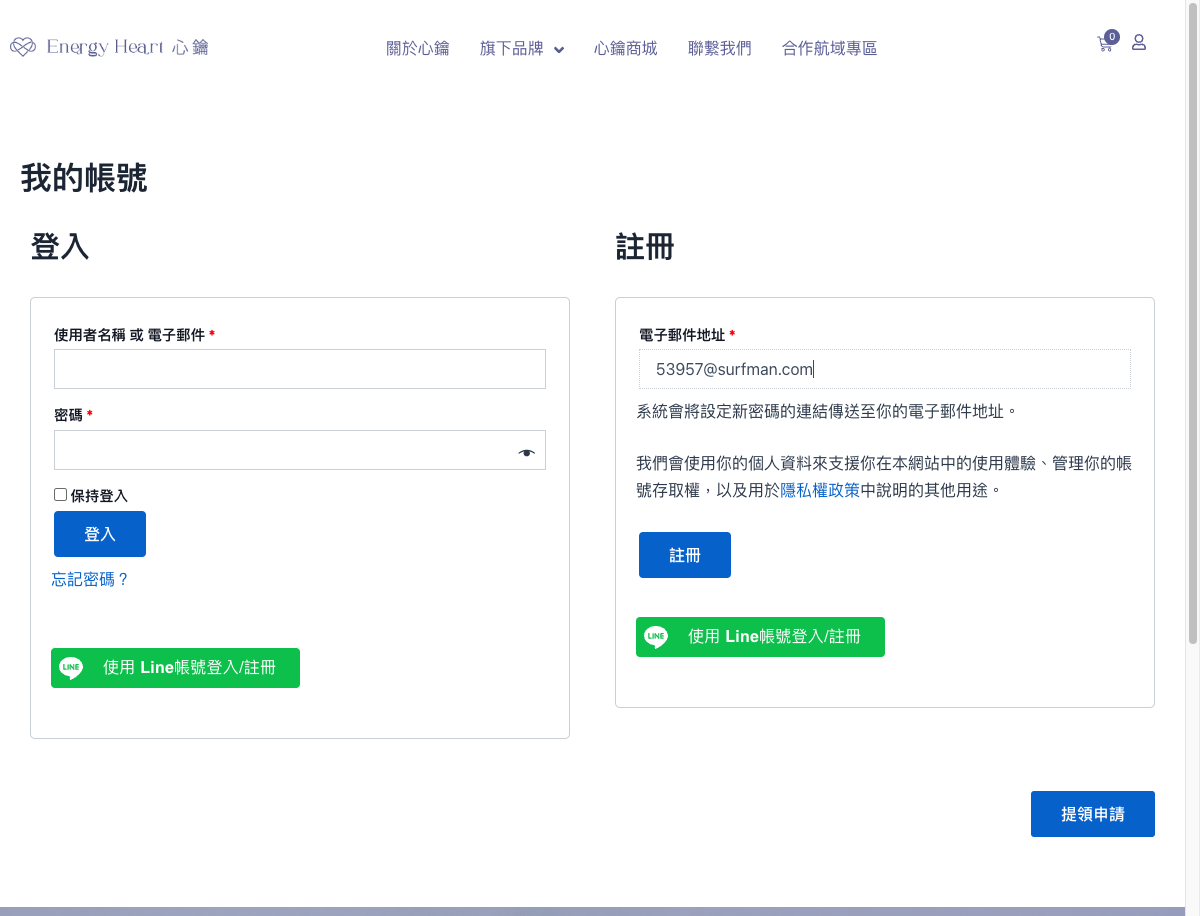 Energy Heart 心鑰
關於心鑰
旗下品牌
心鑰商城
聯繫我們
合作航域專區
0
我的帳號
登入
使用者名稱 或 電子郵件 *
密碼 *
保持登入
登入
忘記密碼？
LINE 使用 Line帳號登入/註冊
註冊
電子郵件地址 *
53957@surfman.com
系統會將設定新密碼的連結傳送至你的電子郵件地址。
我們會使用你的個人資料來支援你在本網站中的使用體驗、管理你的帳
號存取權，以及用於隱私權政策中說明的其他用途。
註冊
LINE 使用 Line帳號登入/註冊
提領申請